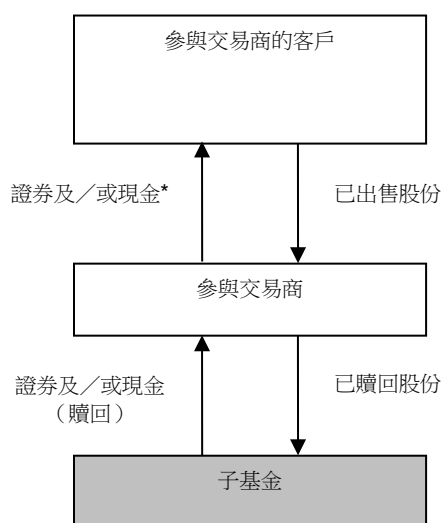 參與交易商的客戶
證券及／或現金*
已出售股份
參與交易商
證券及／或現金
（贖回）
已贖回股份
子基金